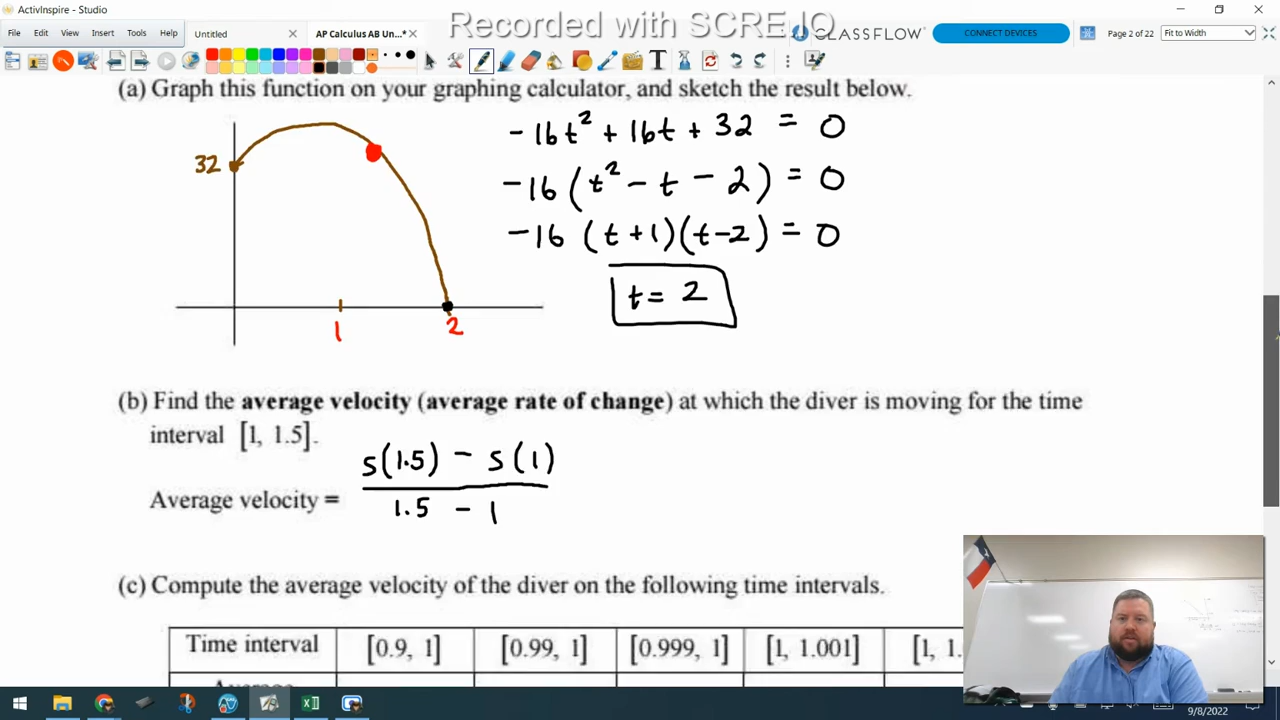 ActivInspire - Studio
Recorded with SCRE.IO
File Edit View Insert Tools Help
Untitled
AP Calculus AB Un...*
CLASSFLOW
CONNECT DEVICES
Page 2 of 22
Fit to Width
(a) Graph this function on your graphing calculator, and sketch the result below.
32
1
2
-16t² + 16t + 32 = 0
-16(t² - t - 2) = 0
-16(t+1)(t-2) = 0
t = 2
(b) Find the average velocity (average rate of change) at which the diver is moving for the time
interval [1, 1.5].
Average velocity =
s(1.5) - s(1)
1.5 - 1
(c) Compute the average velocity of the diver on the following time intervals.
Time interval [0.9, 1] [0.99, 1] [0.999, 1] [1, 1.001] [1, 1.
9/8/2022